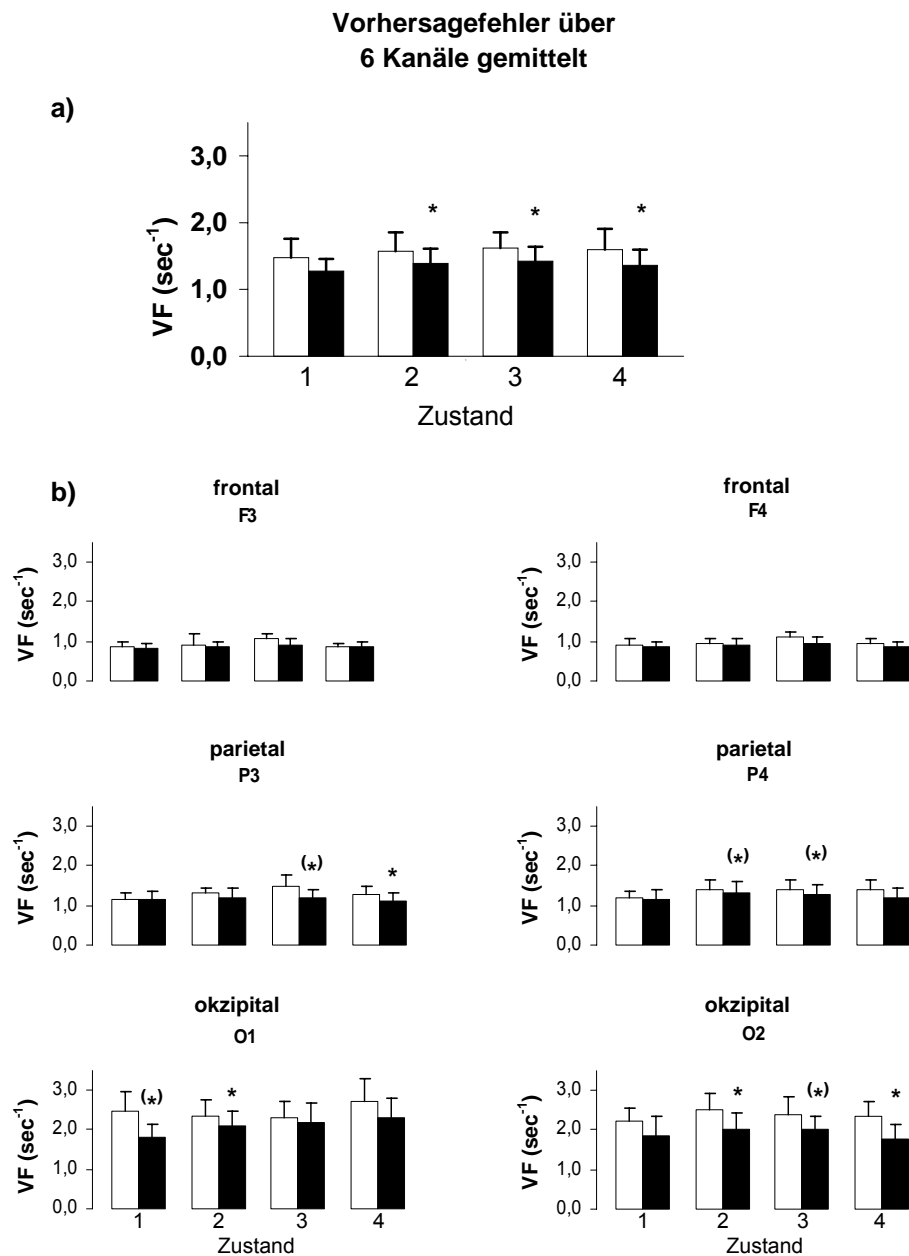 Vorhersagefehler über
6 Kanäle gemittelt
a)
VF (sec⁻¹)
3,0
2,0
1,0
0,0
* * *
1 2 3 4
Zustand
b)
frontal
F3
VF (sec⁻¹)
3,0
2,0
1,0
0,0
frontal
F4
VF (sec⁻¹)
3,0
2,0
1,0
0,0
parietal
P3
VF (sec⁻¹)
3,0
2,0
1,0
0,0
(*) *
parietal
P4
VF (sec⁻¹)
3,0
2,0
1,0
0,0
(*) (*)
okzipital
O1
VF (sec⁻¹)
3,0
2,0
1,0
0,0
(*) *
1 2 3 4
Zustand
okzipital
O2
VF (sec⁻¹)
3,0
2,0
1,0
0,0
* (*) *
1 2 3 4
Zustand